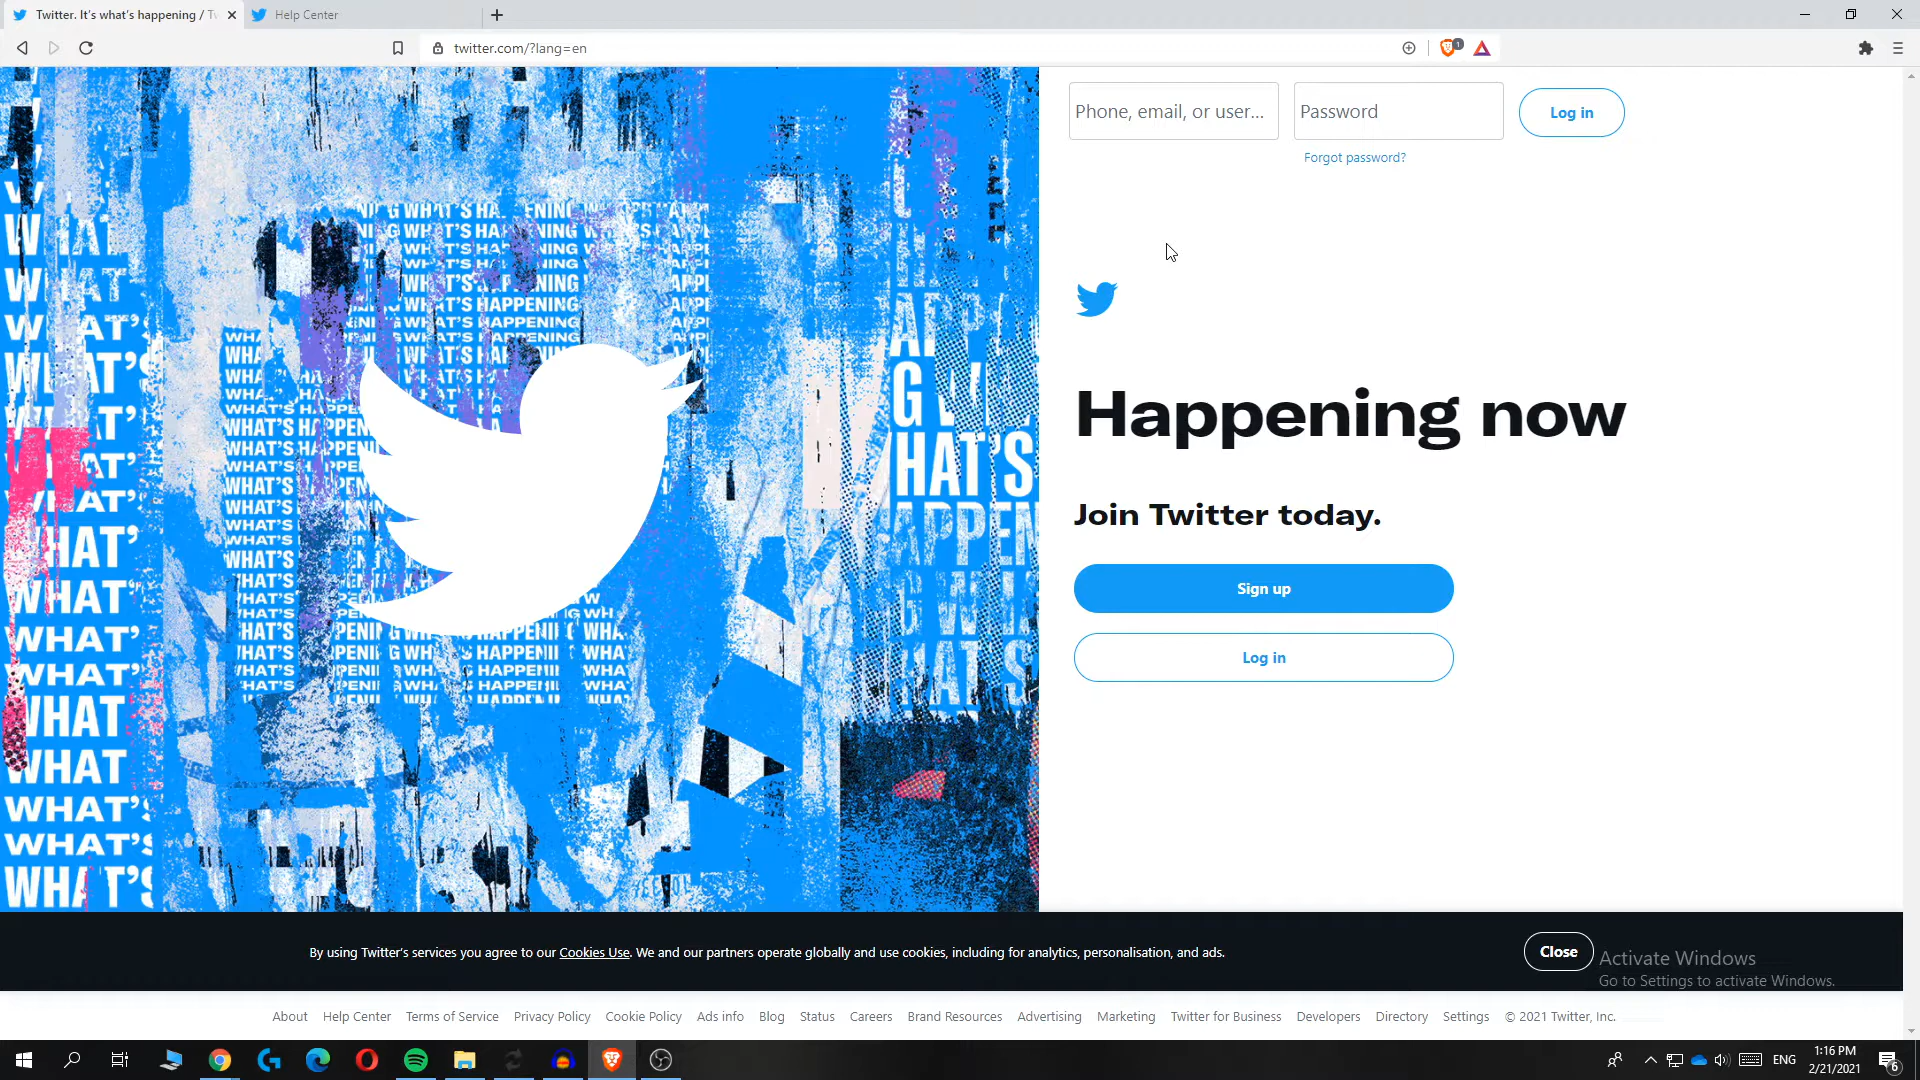 Twitter. It's what's happening / Tw
Help Center
twitter.com/?lang=en
1
Phone, email, or user...
Password
Log in
Forgot password?
Happening now
Join Twitter today.
Sign up
Log in
WHAT'S HAPPENING
By using Twitter's services you agree to our Cookies Use. We and our partners operate globally and use cookies, including for analytics, personalisation, and ads.
Close
Activate Windows
Go to Settings to activate Windows.
About Help Center Terms of Service Privacy Policy Cookie Policy Ads info Blog Status Careers Brand Resources Advertising Marketing Twitter for Business Developers Directory Settings © 2021 Twitter, Inc.
ENG
1:16 PM
2/21/2021
6